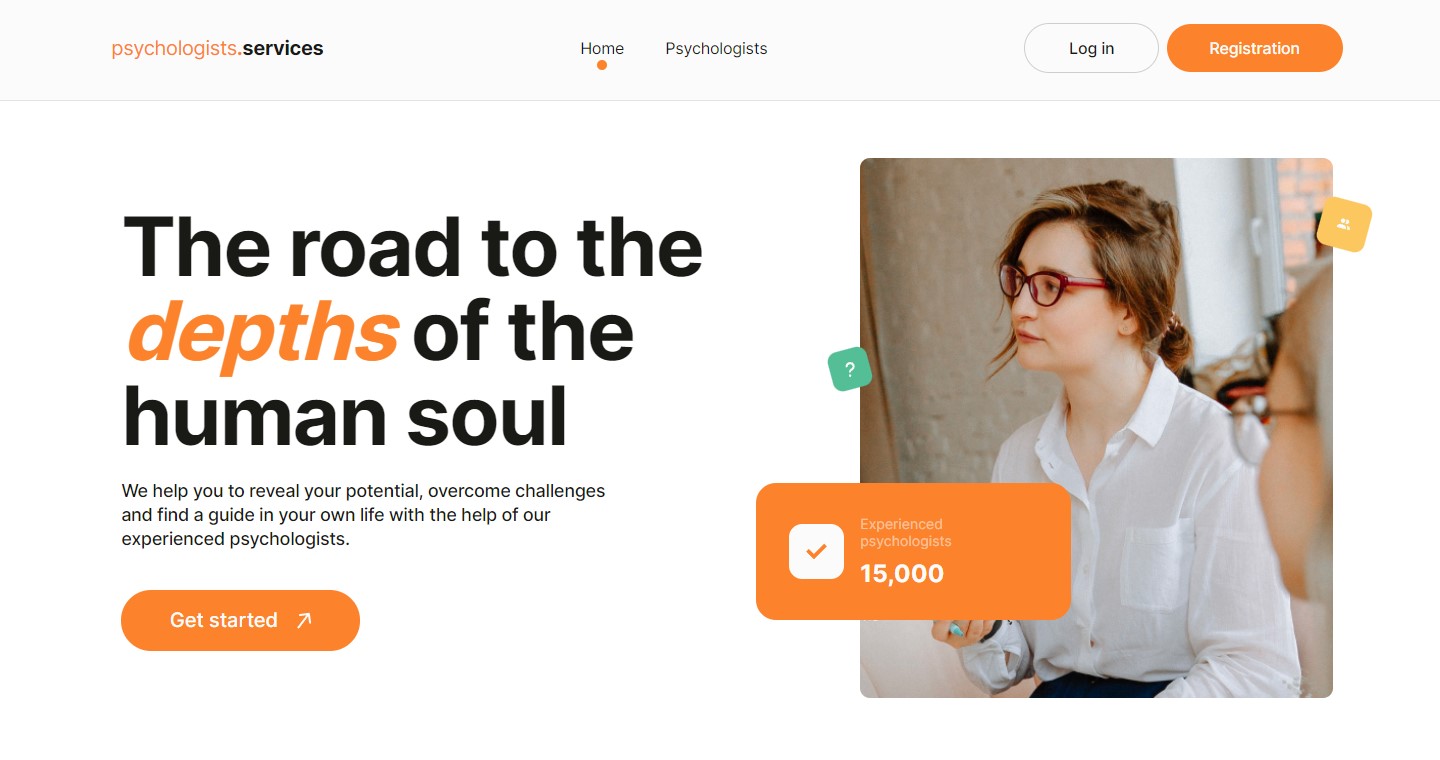 psychologists.services
Home
Psychologists
Log in
Registration
The road to the
depths of the
human soul
We help you to reveal your potential, overcome challenges
and find a guide in your own life with the help of our
experienced psychologists.
Get started
?
Experienced
psychologists
15,000